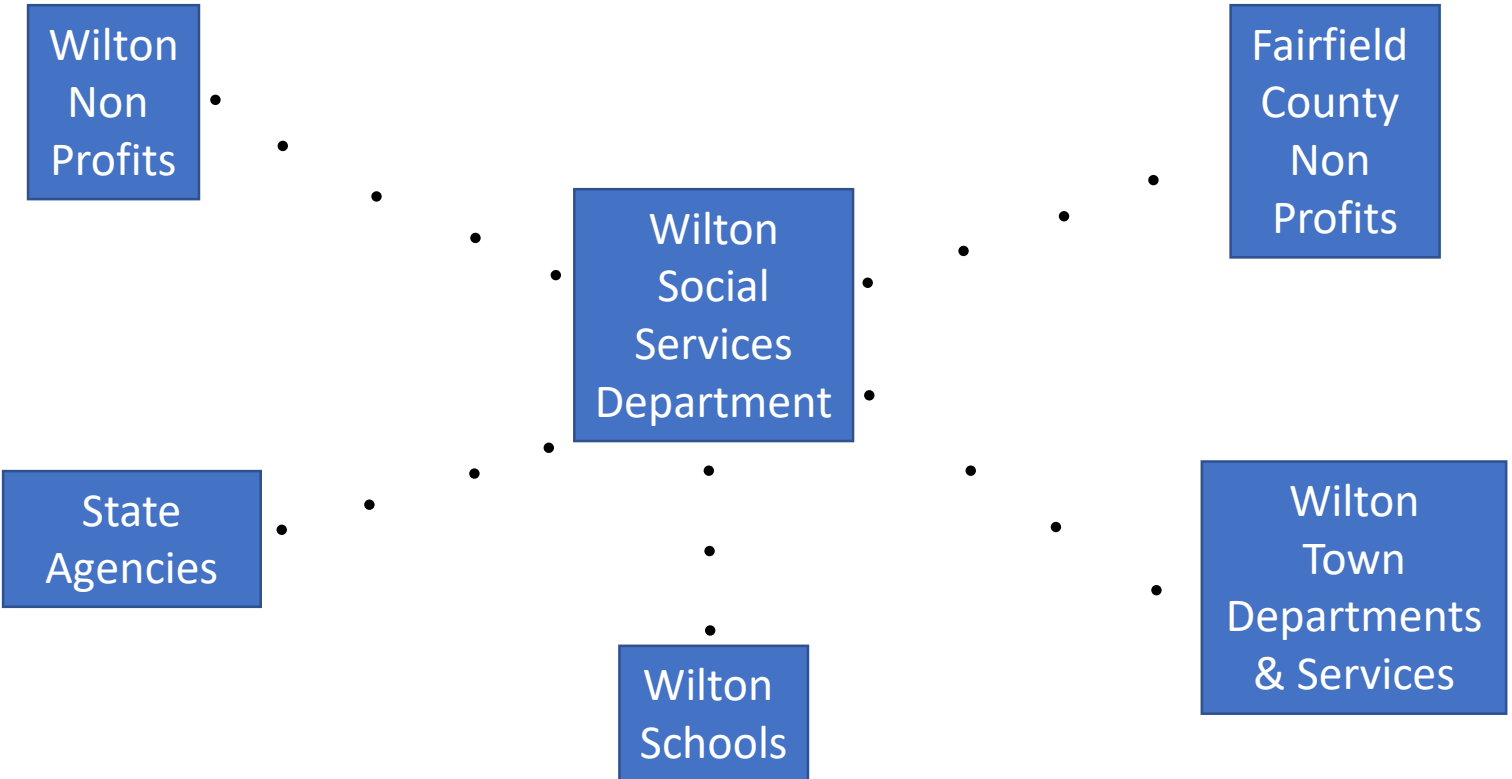 Wilton
Non
Profits
Fairfield
County
Non
Profits
Wilton
Social
Services
Department
State
Agencies
Wilton
Town
Departments
& Services
Wilton
Schools